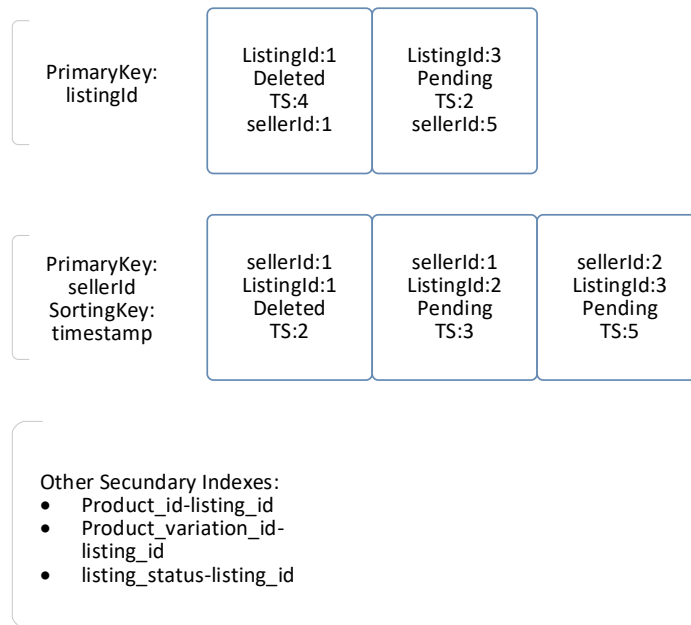 PrimaryKey:
listingId
ListingId:1
Deleted
TS:4
sellerId:1
ListingId:3
Pending
TS:2
sellerId:5
PrimaryKey:
sellerId
SortingKey:
timestamp
sellerId:1
ListingId:1
Deleted
TS:2
sellerId:1
ListingId:2
Pending
TS:3
sellerId:2
ListingId:3
Pending
TS:5
Other Secundary Indexes:
• Product_id-listing_id
• Product_variation_id-
listing_id
• listing_status-listing_id